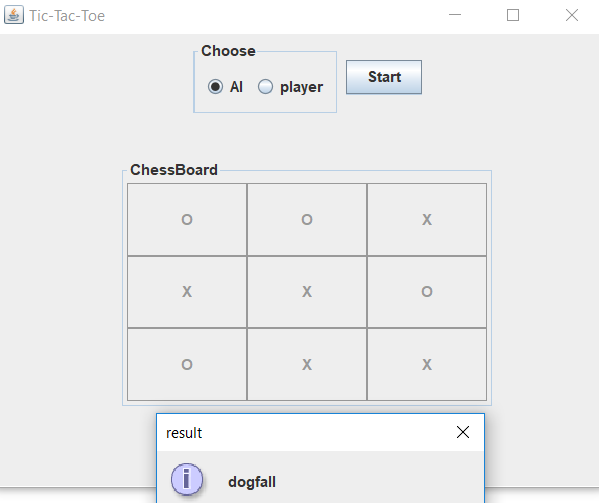 Tic-Tac-Toe
Choose
AI
player
Start
ChessBoard
O O X
X X O
O X X
result
dogfall